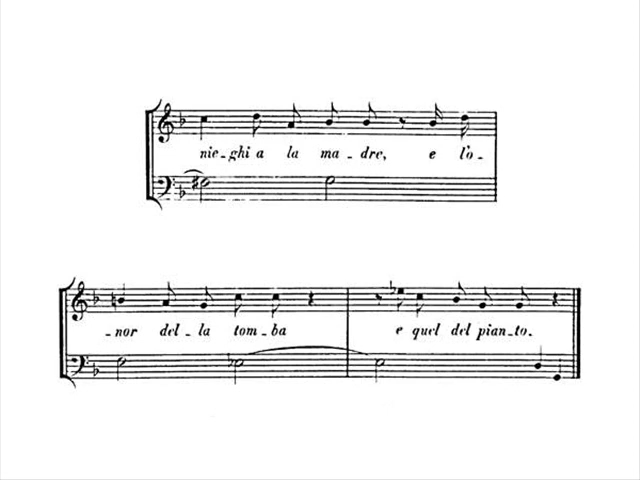 nie-ghi a la ma-dre, e l'o-
-nor del-la tom-ba e quel del pian-to.